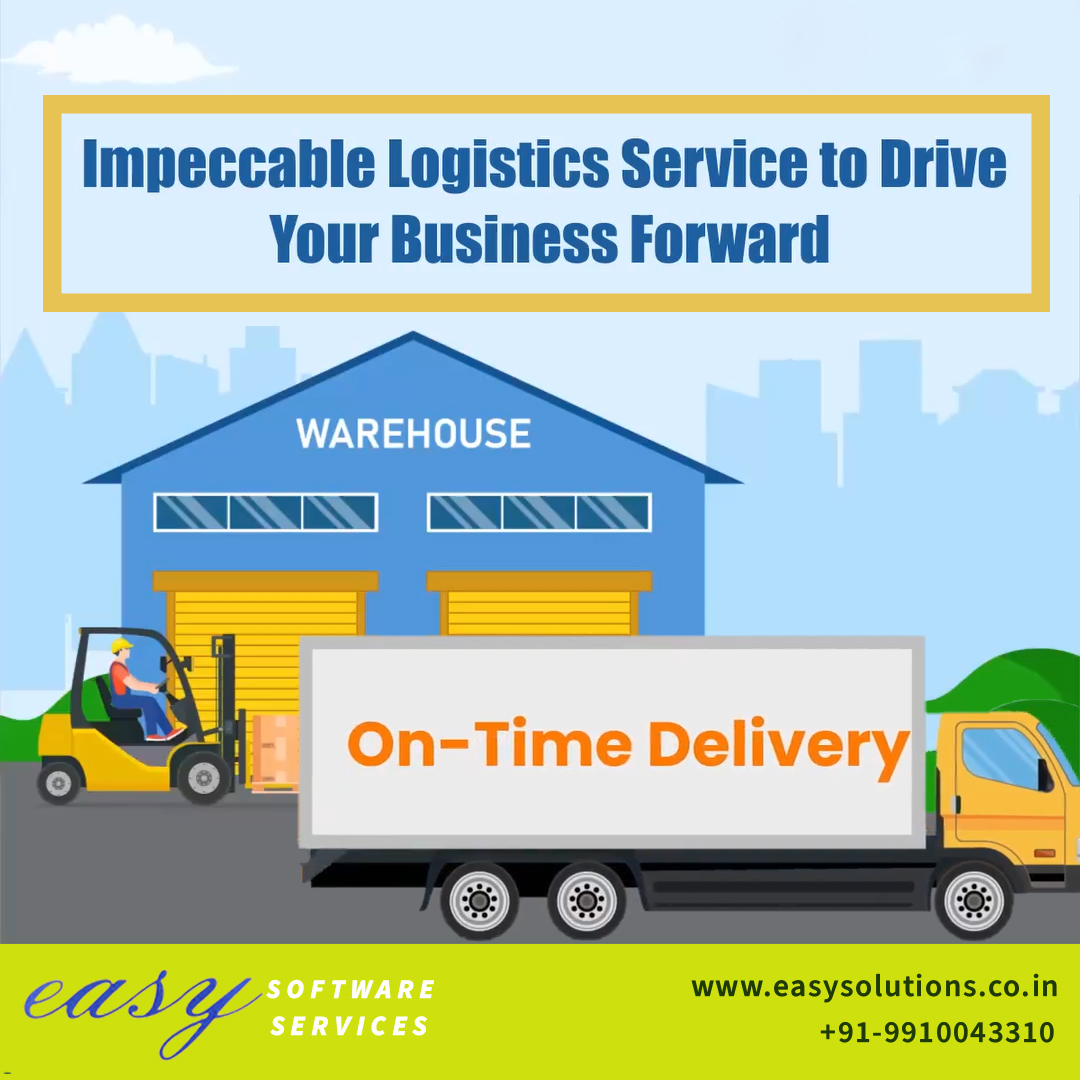 Impeccable Logistics Service to Drive
Your Business Forward
WAREHOUSE
On-Time Delivery
easy SOFTWARE
SERVICES
www.easysolutions.co.in
+91-9910043310